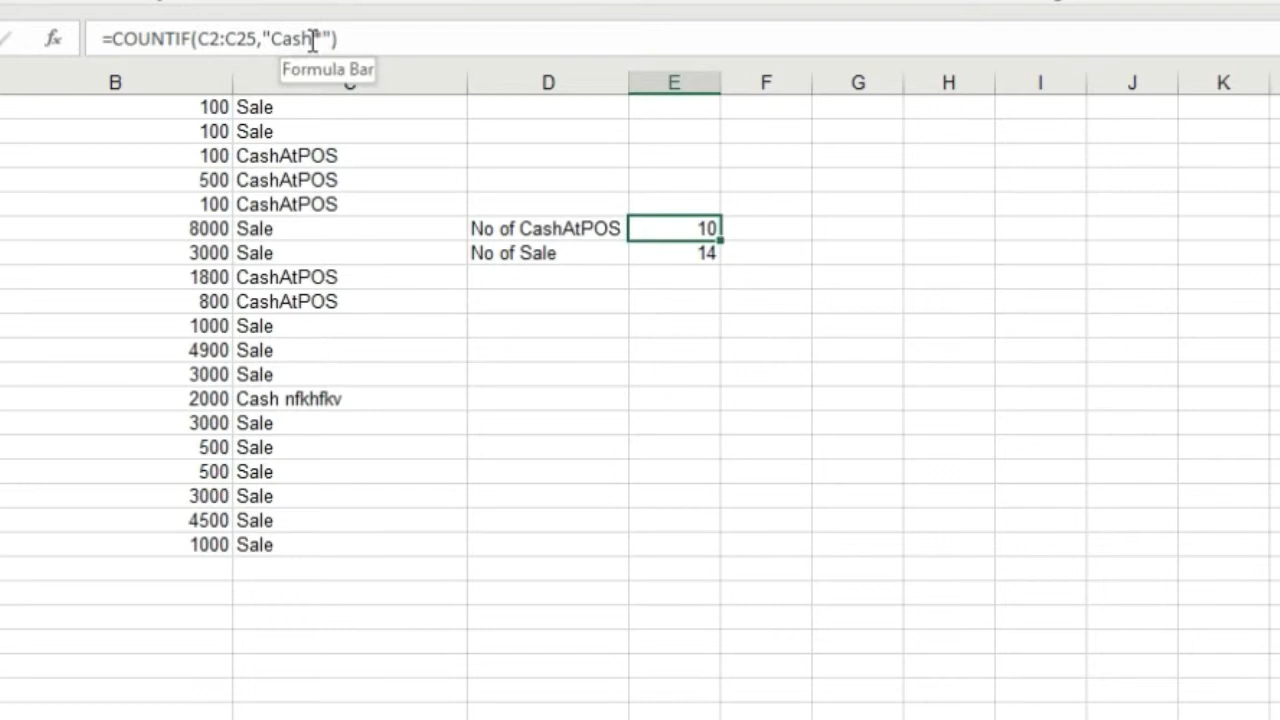 fx =COUNTIF(C2:C25,"Cash*")
Formula Bar
B C D E F G H I J K
100 Sale
100 Sale
100 CashAtPOS
500 CashAtPOS
100 CashAtPOS
8000 Sale No of CashAtPOS 10
3000 Sale No of Sale 14
1800 CashAtPOS
800 CashAtPOS
1000 Sale
4900 Sale
3000 Sale
2000 Cash nfkhfkv
3000 Sale
500 Sale
500 Sale
3000 Sale
4500 Sale
1000 Sale